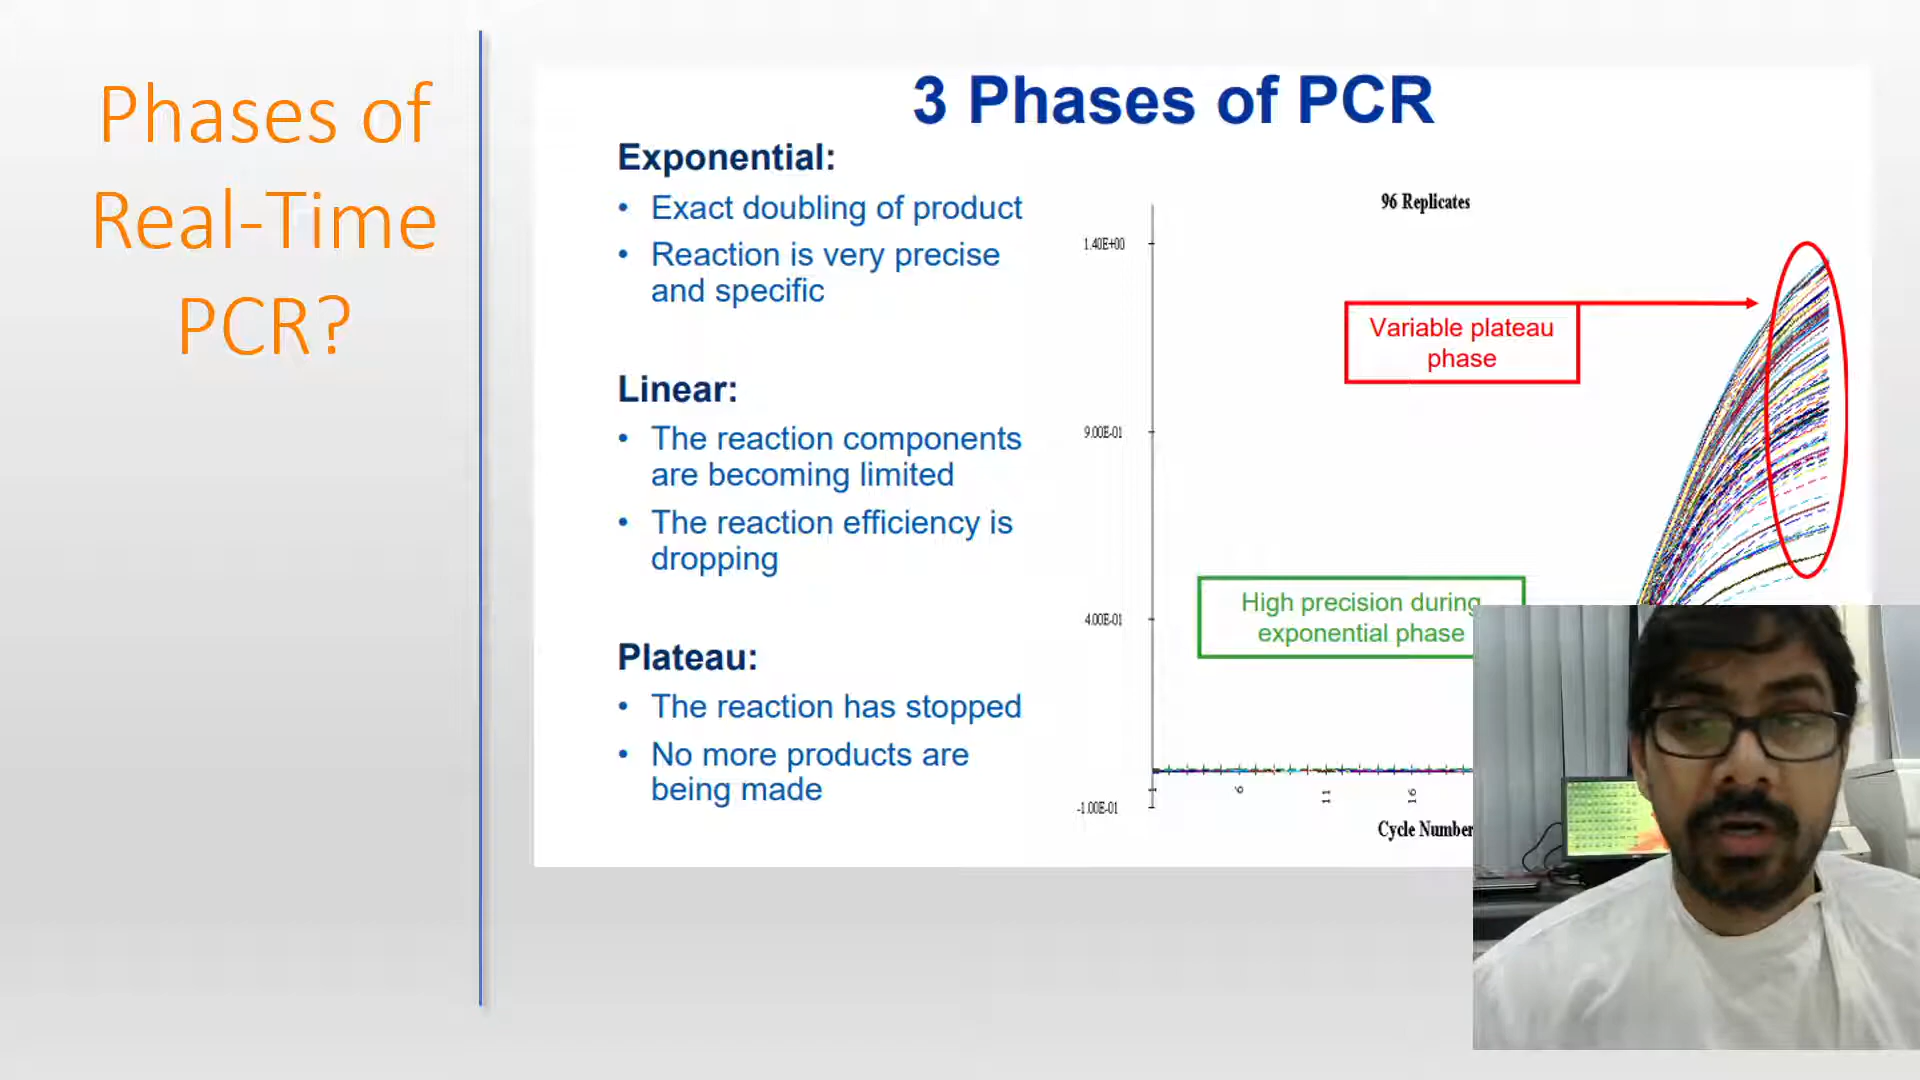 Phases of
Real-Time
PCR?
3 Phases of PCR
Exponential:
• Exact doubling of product
• Reaction is very precise
and specific
Linear:
• The reaction components
are becoming limited
• The reaction efficiency is
dropping
Plateau:
• The reaction has stopped
• No more products are
being made
96 Replicates
1.40E+00
9.00E-01
4.00E-01
-1.00E-01
Variable plateau
phase
High precision during
exponential phase
1
6
11
16
Cycle Number